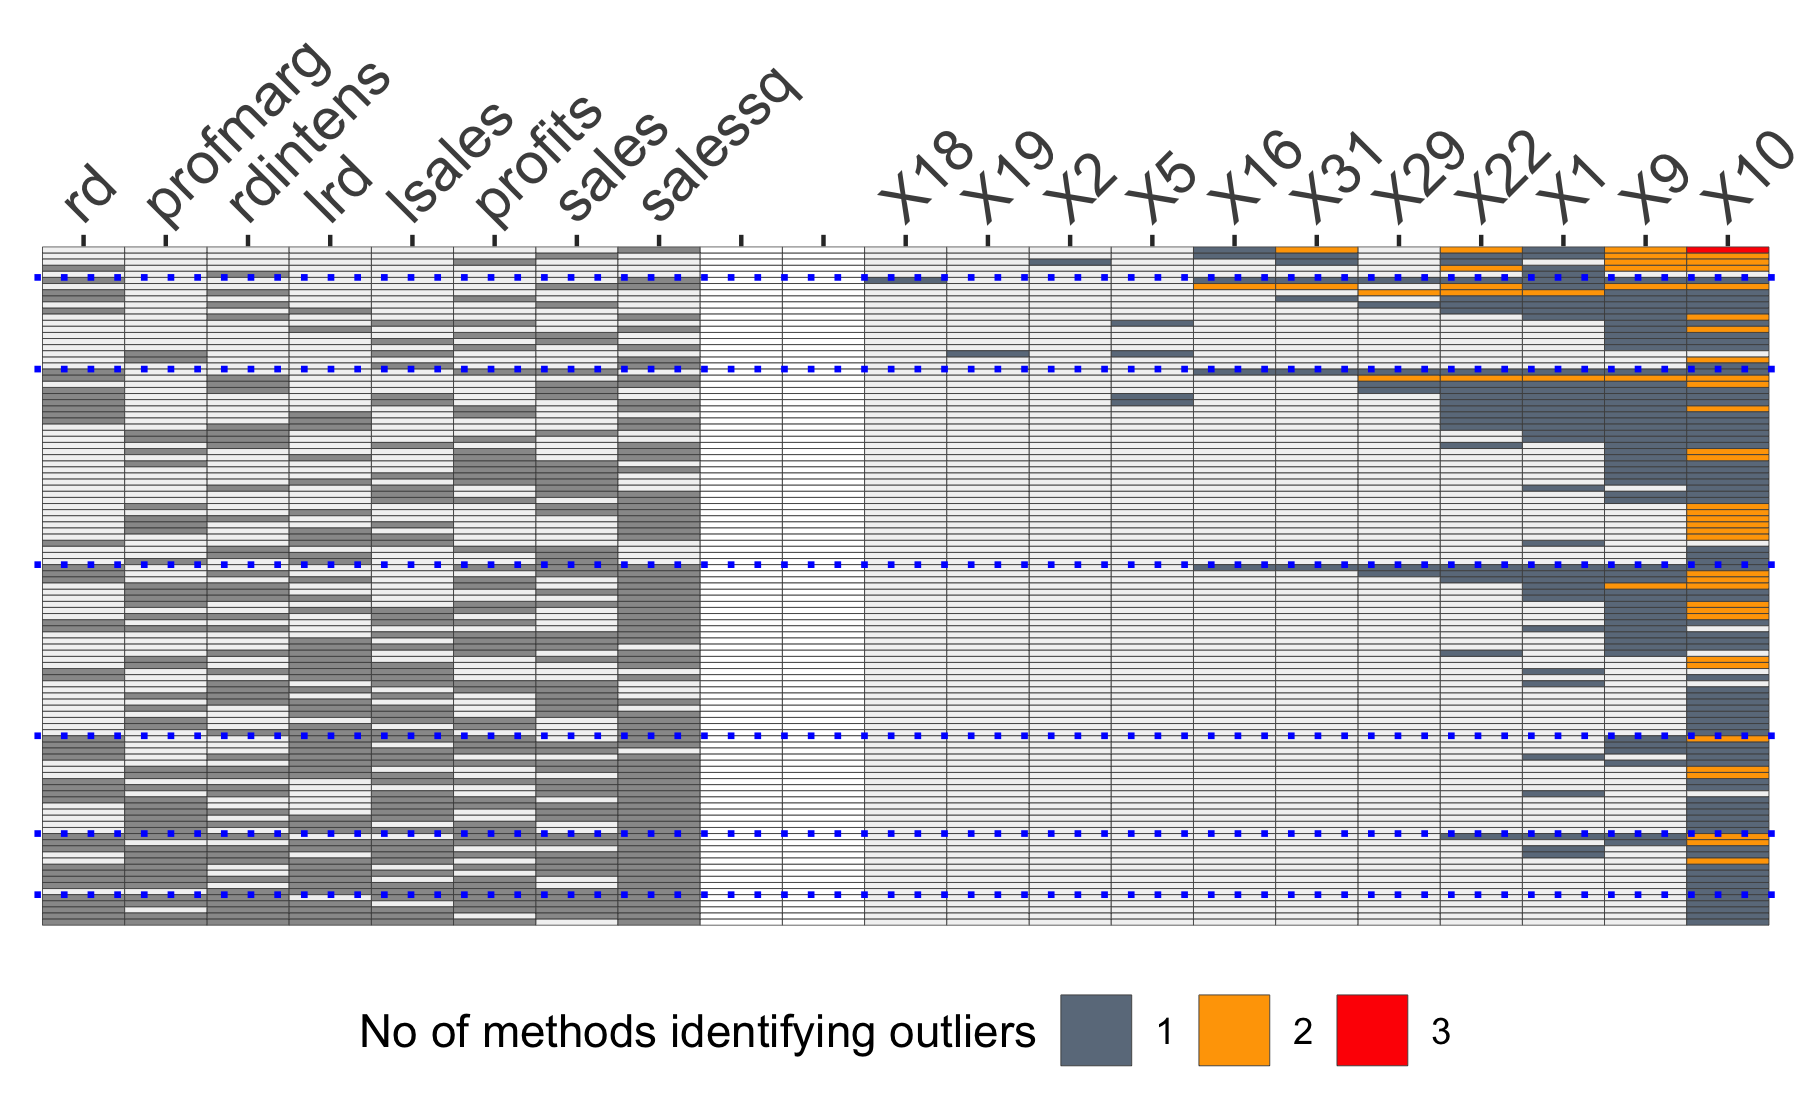 rd profmarg rdintens lrd lsales profits sales salessq X18 X19 X2 X5 X16 X31 X29 X22 X1 X9 X10
No of methods identifying outliers 1 2 3